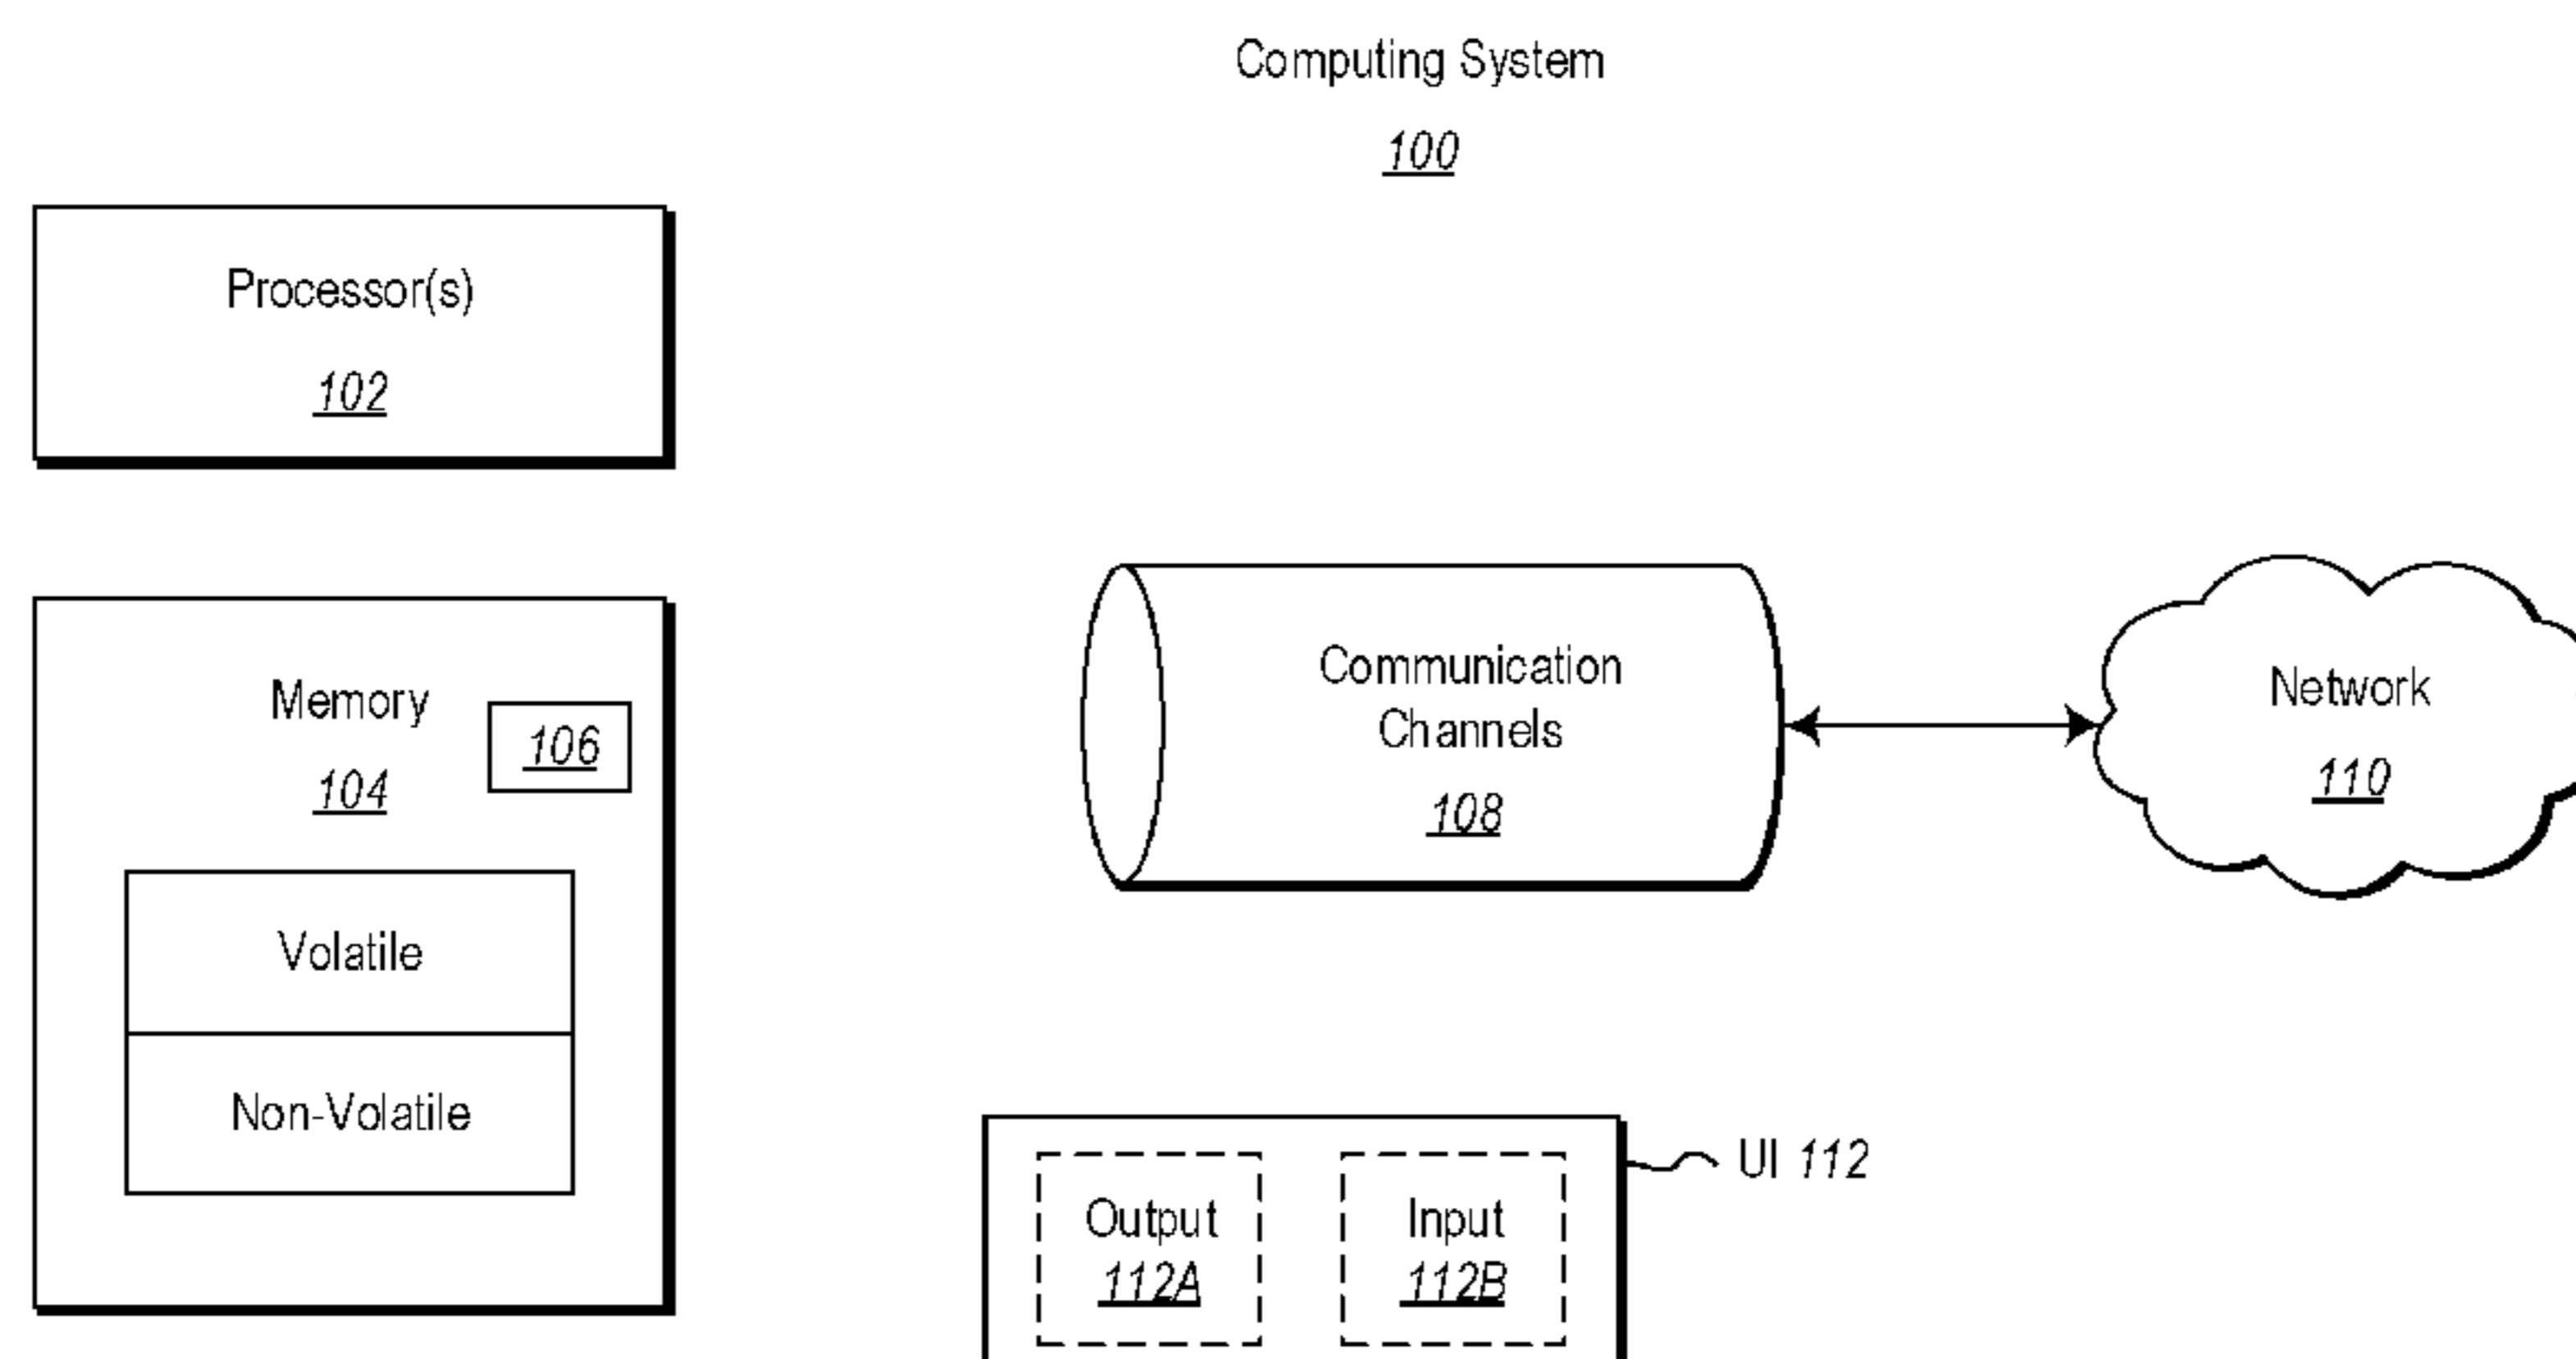 Computing System
100
Processor(s)
102
Memory
104
106
Volatile
Non-Volatile
Communication
Channels
108
Network
110
UI 112
Output
112A
Input
112B